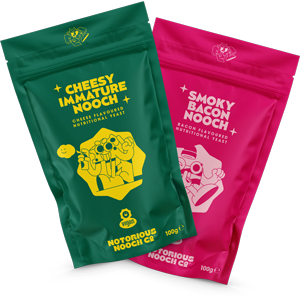 CHEESY
IMMATURE
NOOCH
CHEESE FLAVOURED
NUTRITIONAL YEAST
VEGAN
NOTORIOUS
NOOCH CO
100g e
SMOKY
BACON
NOOCH
BACON FLAVOURED
NUTRITIONAL YEAST
NOTORIOUS
NOOCH CO
100g e